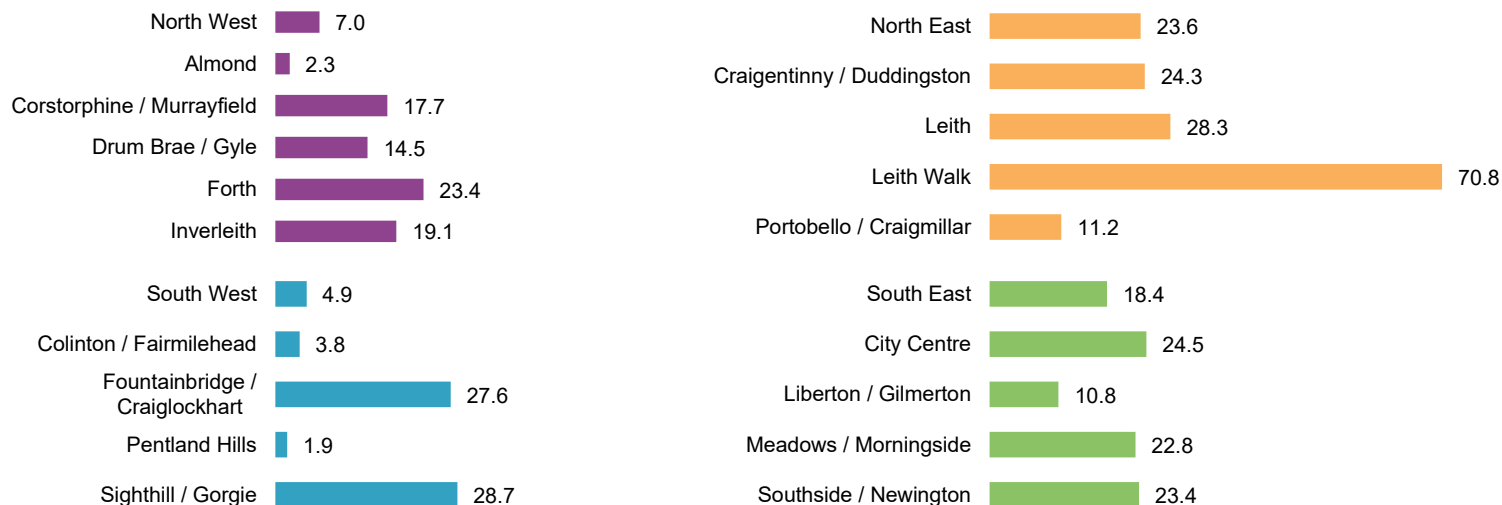 North West 7.0
Almond 2.3
Corstorphine / Murrayfield 17.7
Drum Brae / Gyle 14.5
Forth 23.4
Inverleith 19.1
South West 4.9
Colinton / Fairmilehead 3.8
Fountainbridge /
Craiglockhart 27.6
Pentland Hills 1.9
Sighthill / Gorgie 28.7
North East 23.6
Craigentinny / Duddingston 24.3
Leith 28.3
Leith Walk 70.8
Portobello / Craigmillar 11.2
South East 18.4
City Centre 24.5
Liberton / Gilmerton 10.8
Meadows / Morningside 22.8
Southside / Newington 23.4